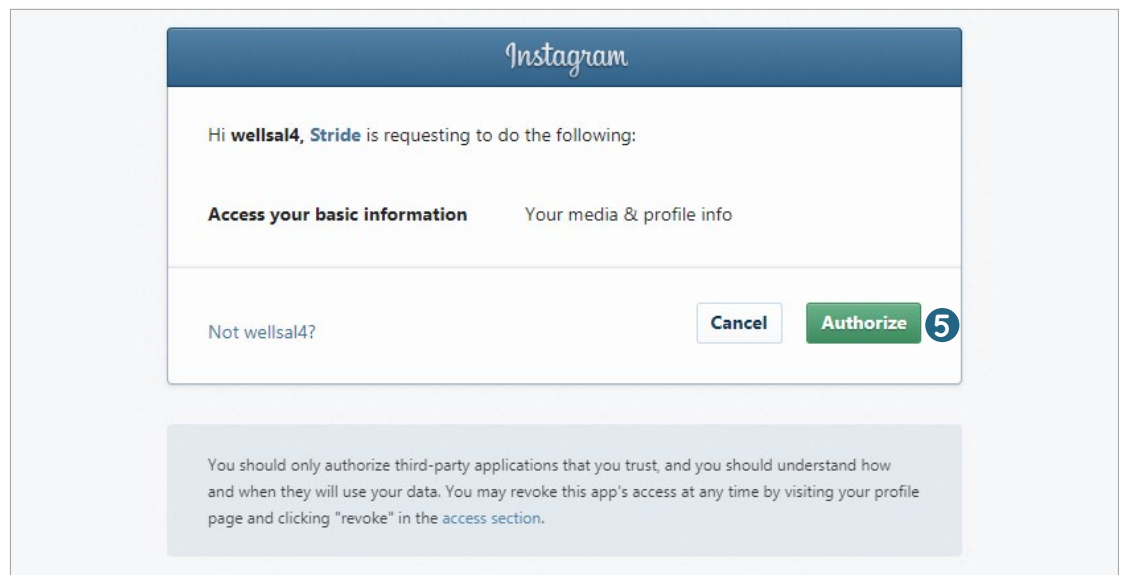 Instagram
Hi wellsal4, Stride is requesting to do the following:
Access your basic information Your media & profile info
Not wellsal4? Cancel Authorize 5
You should only authorize third-party applications that you trust, and you should understand how
and when they will use your data. You may revoke this app's access at any time by visiting your profile
page and clicking "revoke" in the access section.